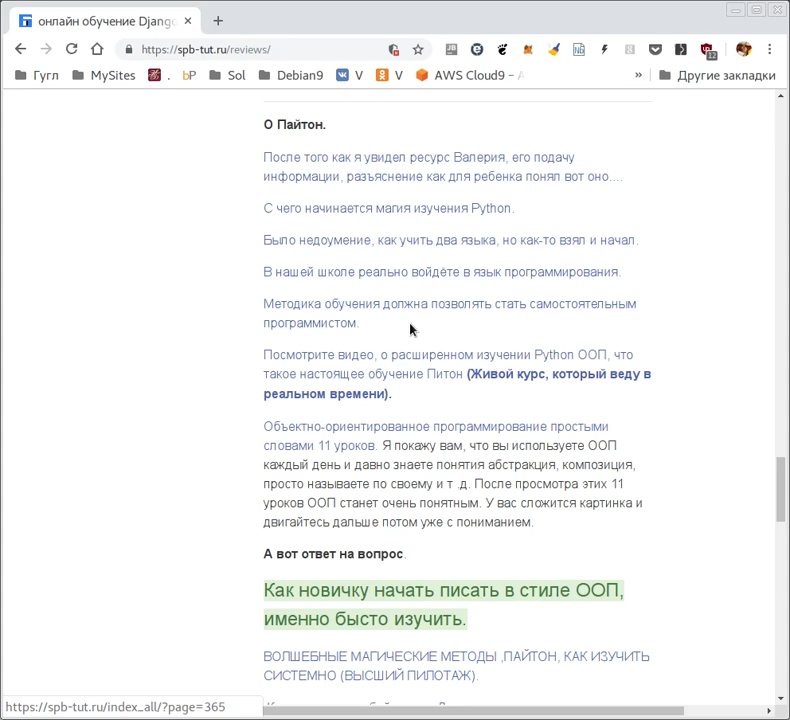 онлайн обучение Django
https://spb-tut.ru/reviews/
12
Гугл MySites . bP Sol Debian9 V V AWS Cloud9 – » Другие закладки
О Пайтон.
После того как я увидел ресурс Валерия, его подачу
информации, разъяснение как для ребенка понял вот оно....
С чего начинается магия изучения Python.
Было недоумение, как учить два языка, но как-то взял и начал.
В нашей школе реально войдёте в язык программирования.
Методика обучения должна позволять стать самостоятельным
программистом.
Посмотрите видео, о расширенном изучении Python ООП, что
такое настоящее обучение Питон (Живой курс, который веду в
реальном времени).
Объектно-ориентированное программирование простыми
словами 11 уроков. Я покажу вам, что вы используете ООП
каждый день и давно знаете понятия абстракция, композиция,
просто называете по своему и т .д. После просмотра этих 11
уроков ООП станет очень понятным. У вас сложится картинка и
двигайтесь дальше потом уже с пониманием.
А вот ответ на вопрос.
Как новичку начать писать в стиле ООП,
именно бысто изучить.
ВОЛШЕБНЫЕ МАГИЧЕСКИЕ МЕТОДЫ ,ПАЙТОН, КАК ИЗУЧИТЬ
СИСТЕМНО (ВЫСШИЙ ПИЛОТАЖ).
https://spb-tut.ru/index_all/?page=365